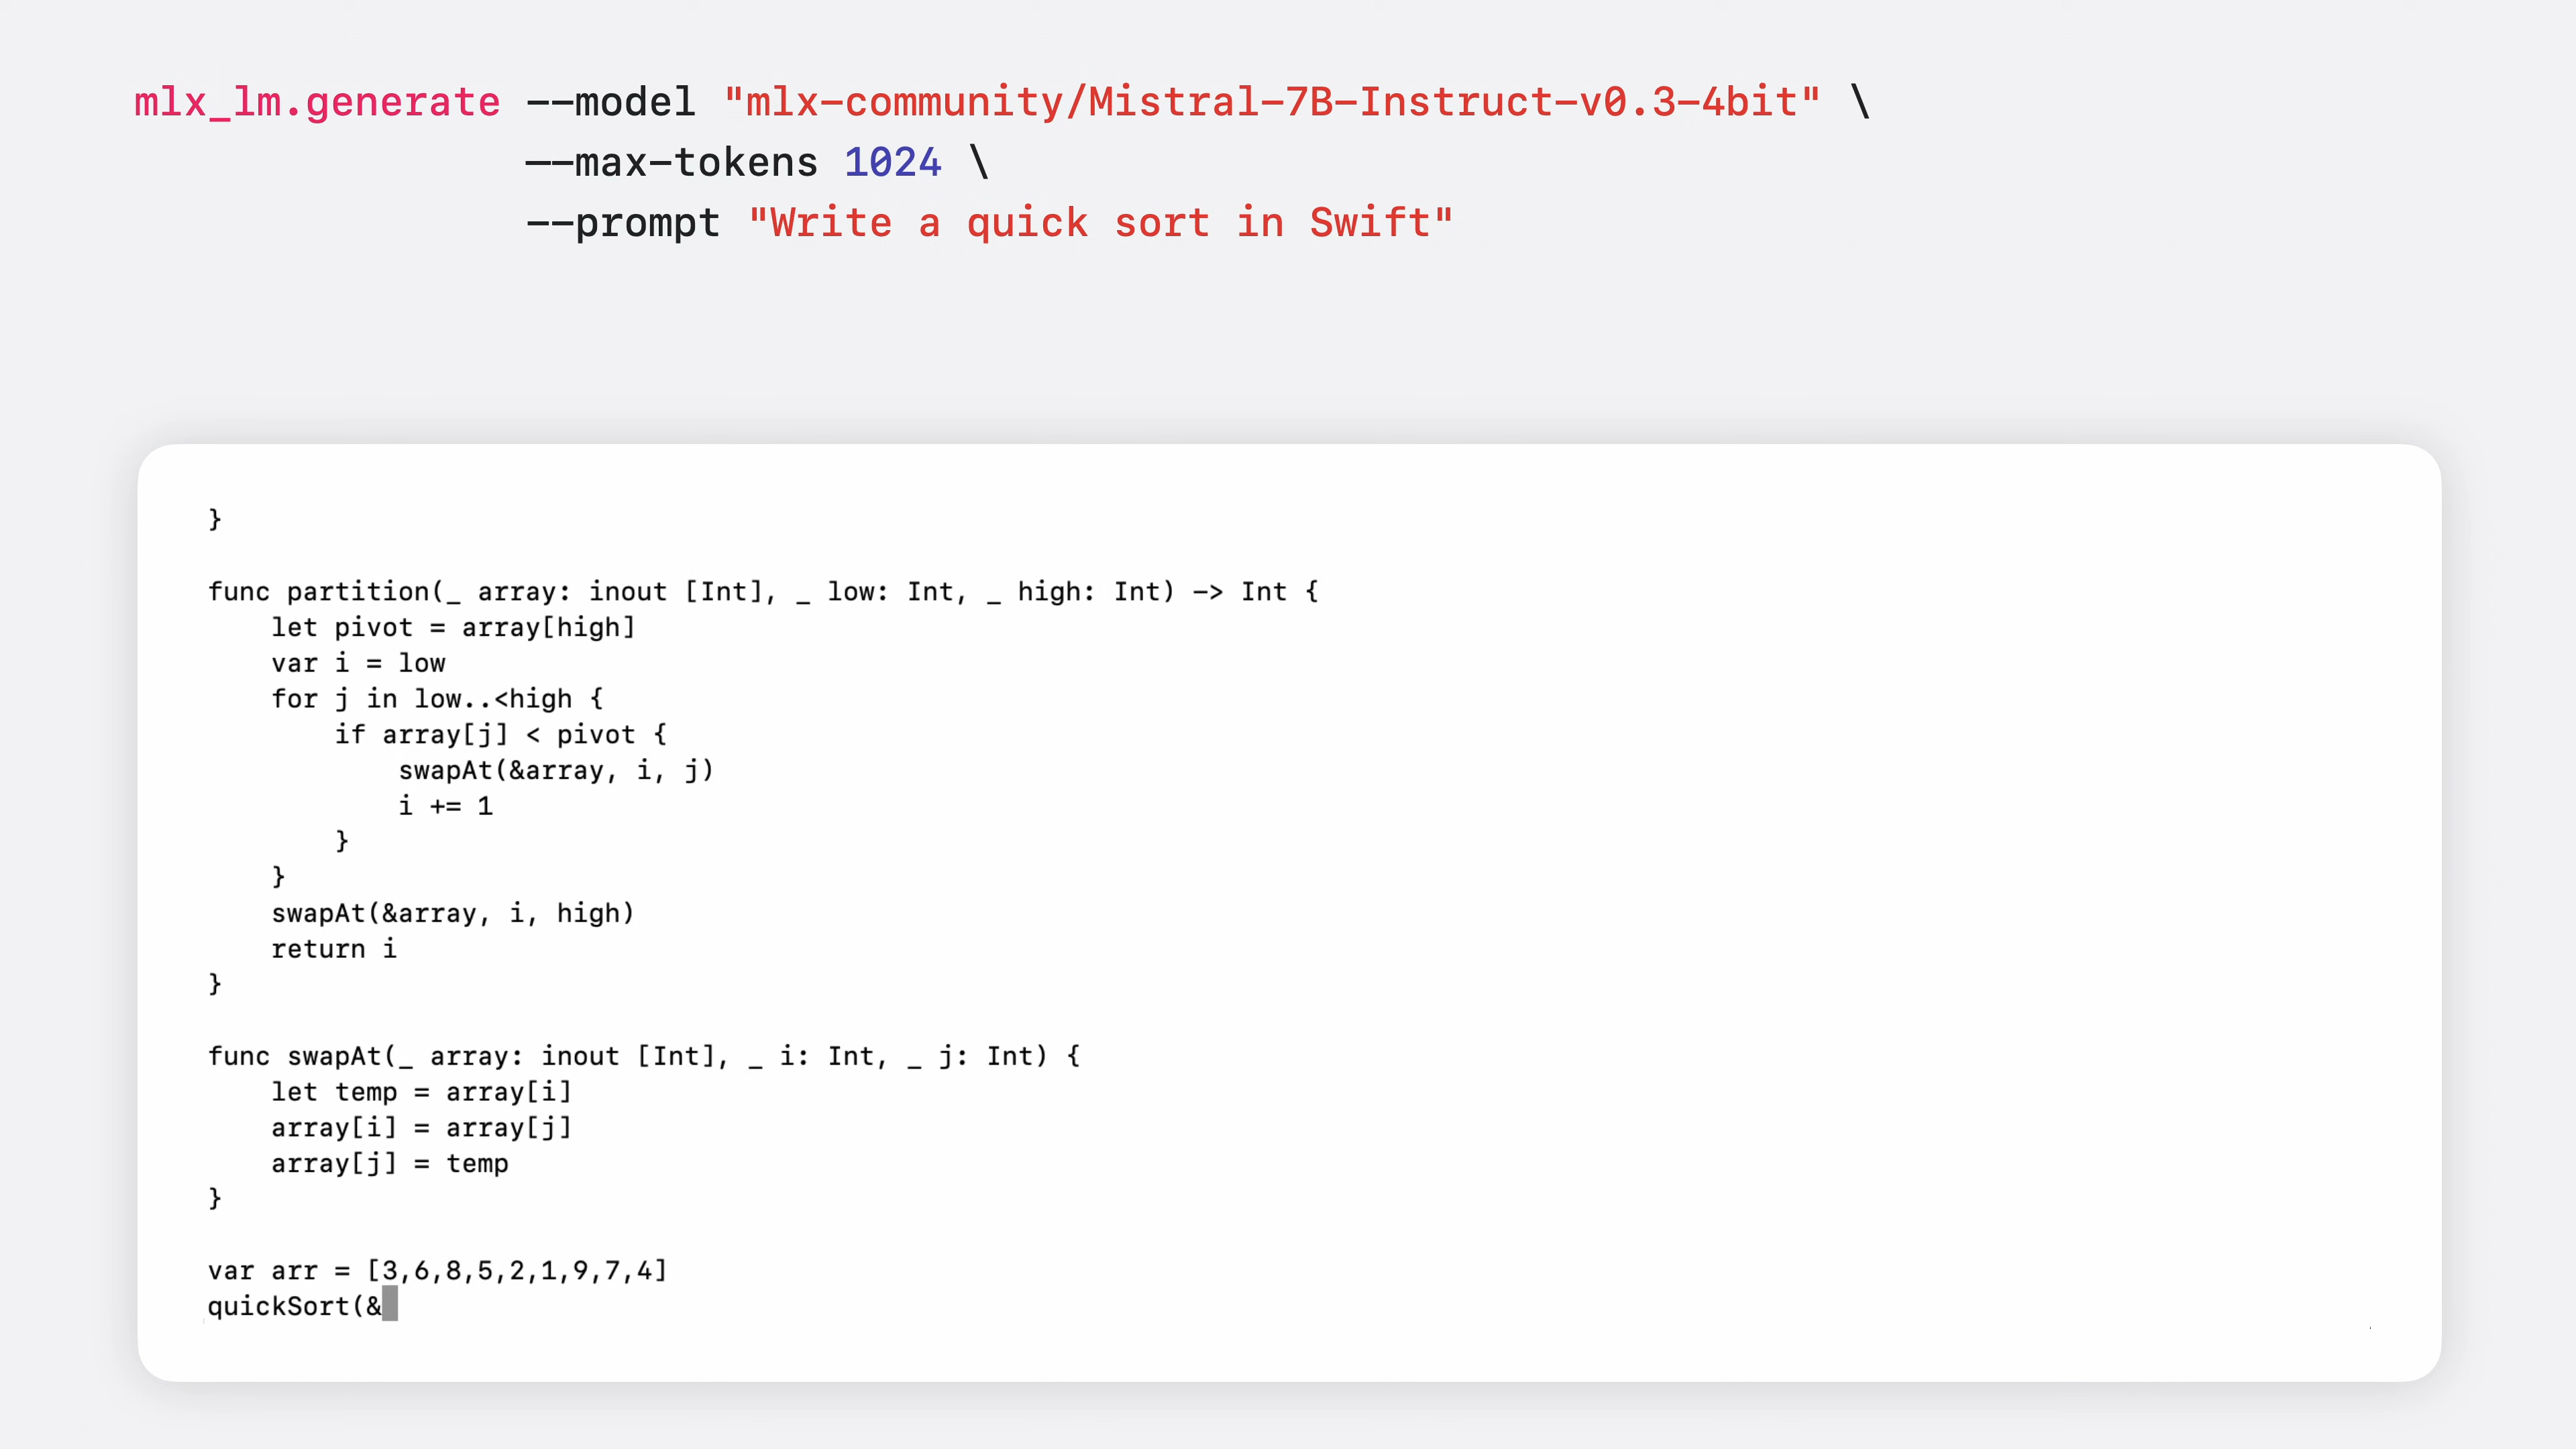 mlx_lm.generate --model "mlx-community/Mistral-7B-Instruct-v0.3-4bit" \
--max-tokens 1024 \
--prompt "Write a quick sort in Swift"
}
func partition(_ array: inout [Int], _ low: Int, _ high: Int) -> Int {
    let pivot = array[high]
    var i = low
    for j in low..<high {
        if array[j] < pivot {
            swapAt(&array, i, j)
            i += 1
        }
    }
    swapAt(&array, i, high)
    return i
}
func swapAt(_ array: inout [Int], _ i: Int, _ j: Int) {
    let temp = array[i]
    array[i] = array[j]
    array[j] = temp
}
var arr = [3,6,8,5,2,1,9,7,4]
quickSort(&